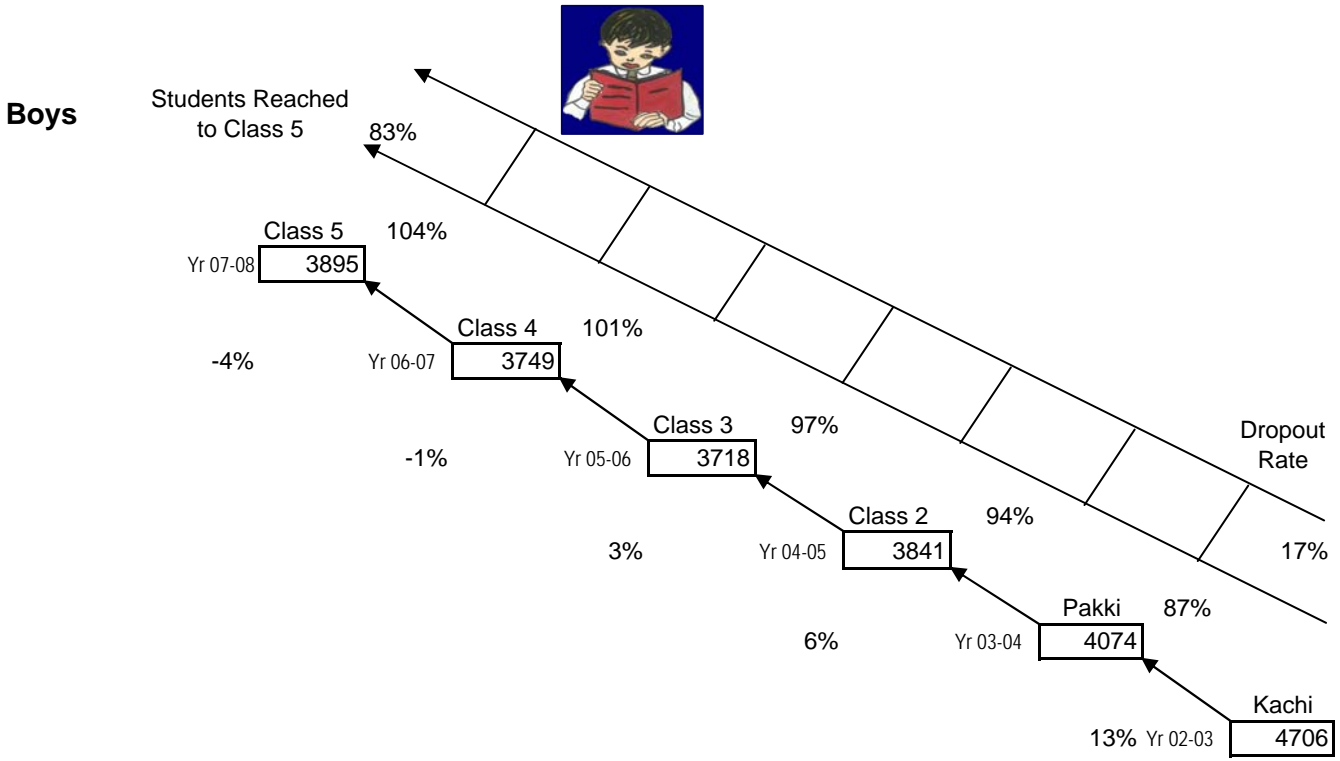 Boys
Students Reached
to Class 5
83%
Class 5 104%
Yr 07-08 3895
Class 4 101%
-4% Yr 06-07 3749
Class 3 97%
-1% Yr 05-06 3718
Dropout
Rate
Class 2 94%
3% Yr 04-05 3841 17%
Pakki 87%
6% Yr 03-04 4074
Kachi
13% Yr 02-03 4706